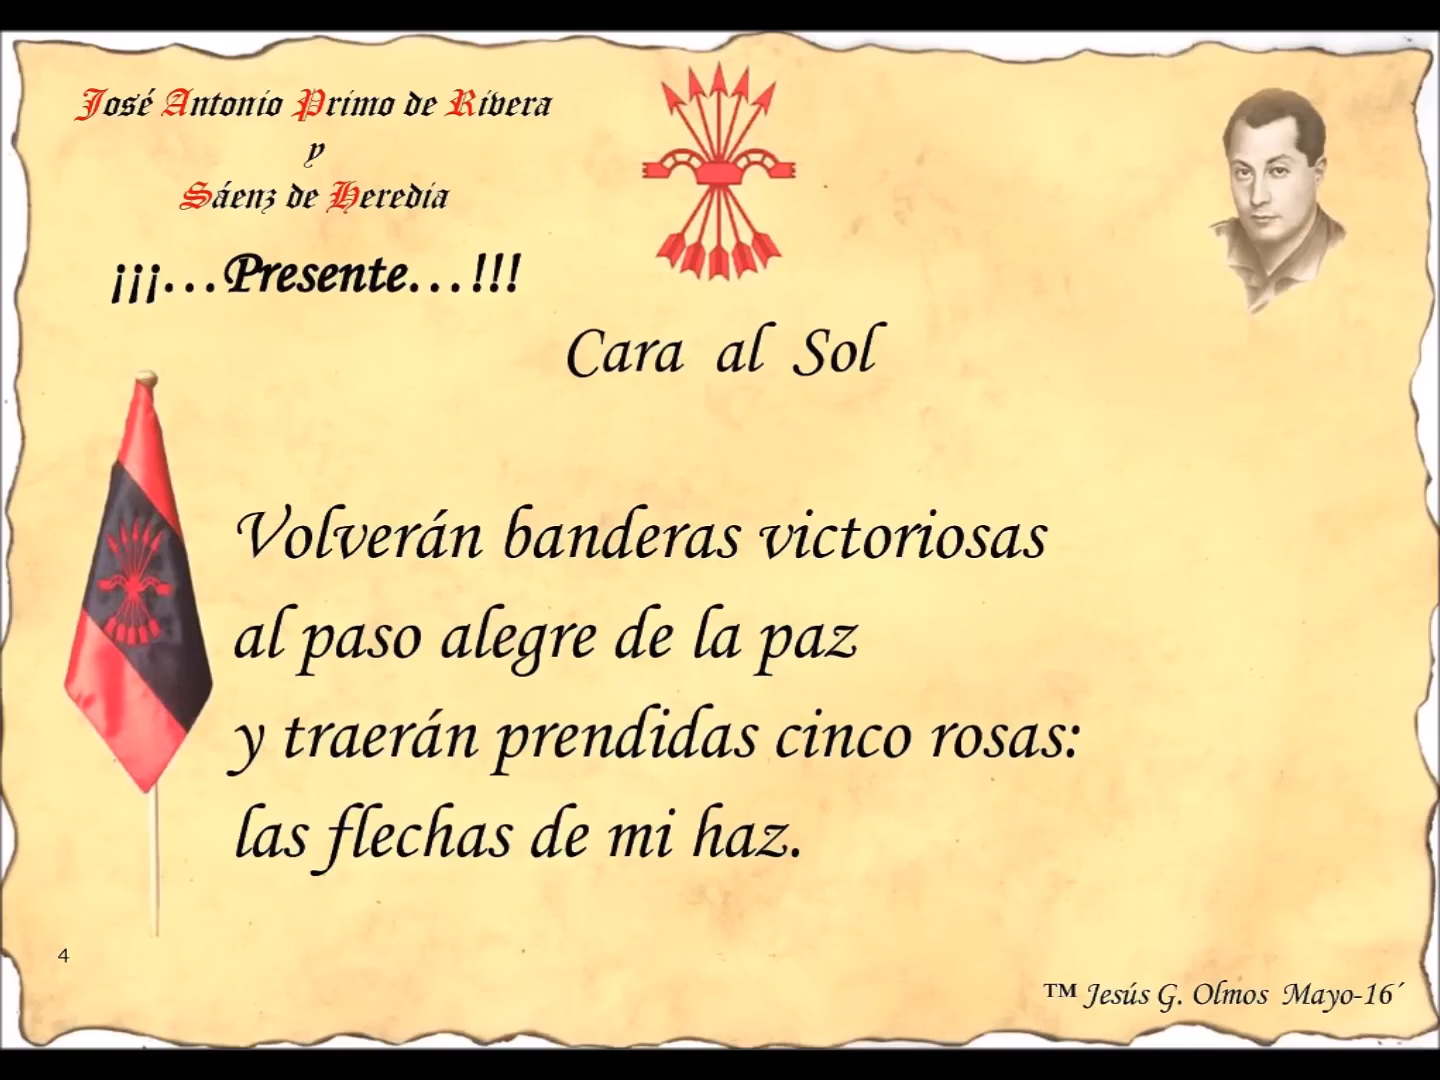 José Antonio Primo de Rivera
y
Sáenz de Heredia
¡¡¡...Presente...!!!
Cara al Sol
Volverán banderas victoriosas
al paso alegre de la paz
y traerán prendidas cinco rosas:
las flechas de mi haz.
4
™ Jesús G. Olmos Mayo-16´